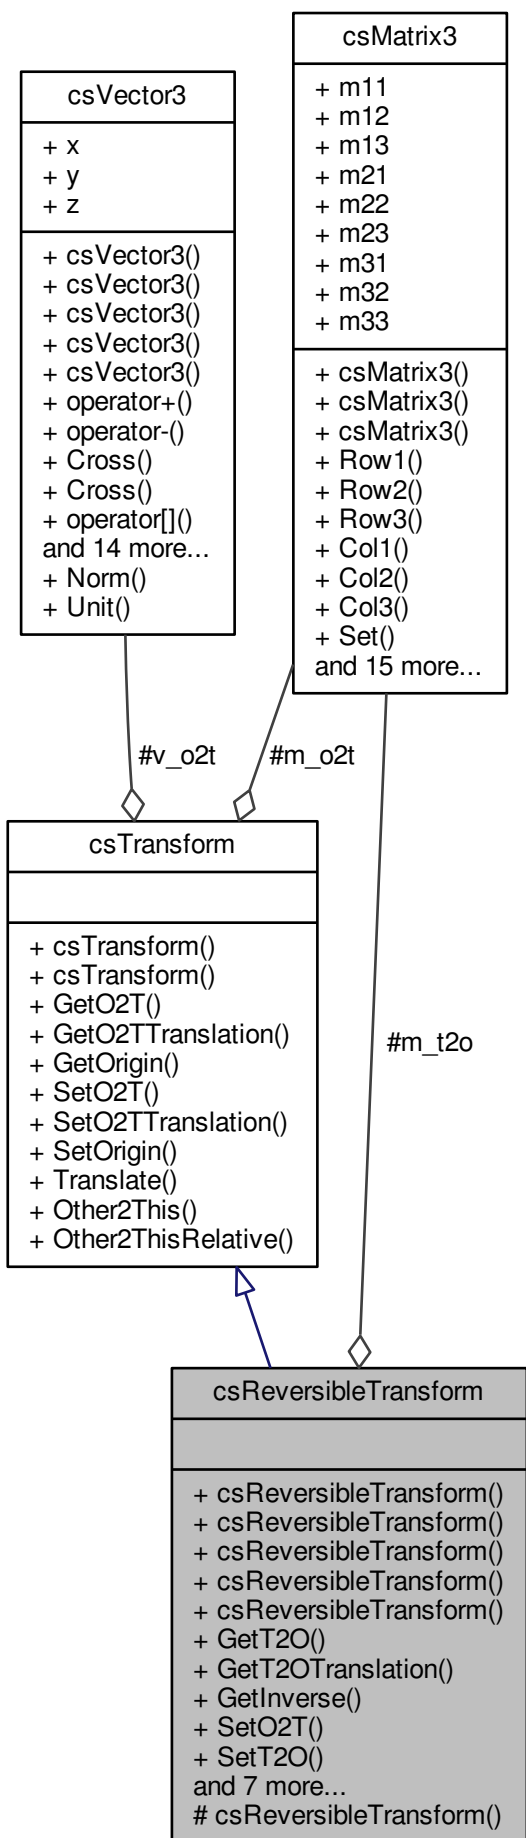 csVector3
+ x
+ y
+ z
+ csVector3()
+ csVector3()
+ csVector3()
+ csVector3()
+ csVector3()
+ operator+()
+ operator-()
+ Cross()
+ Cross()
+ operator[]()
and 14 more...
+ Norm()
+ Unit()
csMatrix3
+ m11
+ m12
+ m13
+ m21
+ m22
+ m23
+ m31
+ m32
+ m33
+ csMatrix3()
+ csMatrix3()
+ csMatrix3()
+ Row1()
+ Row2()
+ Row3()
+ Col1()
+ Col2()
+ Col3()
+ Set()
and 15 more...
#v_o2t
#m_o2t
csTransform
+ csTransform()
+ csTransform()
+ GetO2T()
+ GetO2TTranslation()
+ GetOrigin()
+ SetO2T()
+ SetO2TTranslation()
+ SetOrigin()
+ Translate()
+ Other2This()
+ Other2ThisRelative()
#m_t2o
csReversibleTransform
+ csReversibleTransform()
+ csReversibleTransform()
+ csReversibleTransform()
+ csReversibleTransform()
+ csReversibleTransform()
+ GetT2O()
+ GetT2OTranslation()
+ GetInverse()
+ SetO2T()
+ SetT2O()
and 7 more...
# csReversibleTransform()